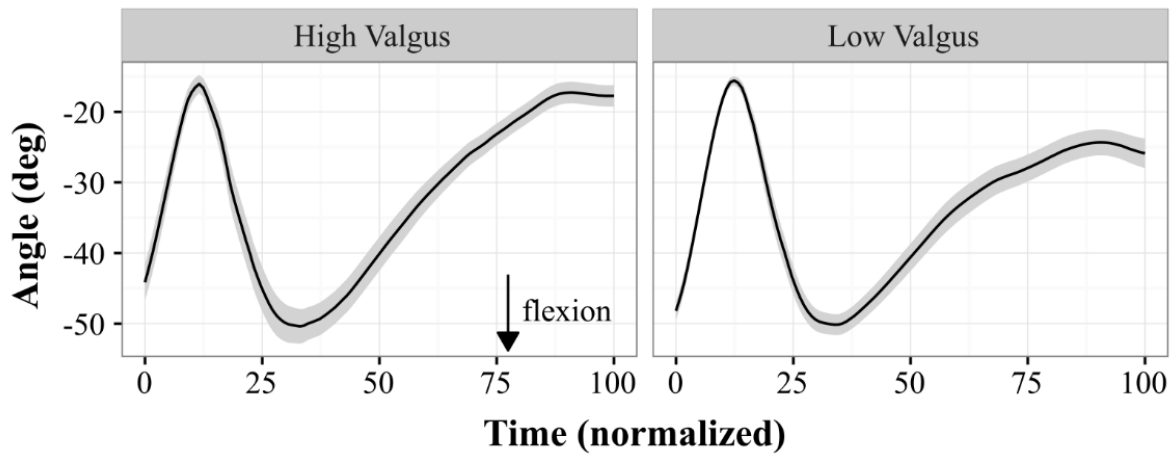 High Valgus
Low Valgus
Angle (deg)
-20
-30
-40
-50
flexion
0 25 50 75 100
0 25 50 75 100
Time (normalized)